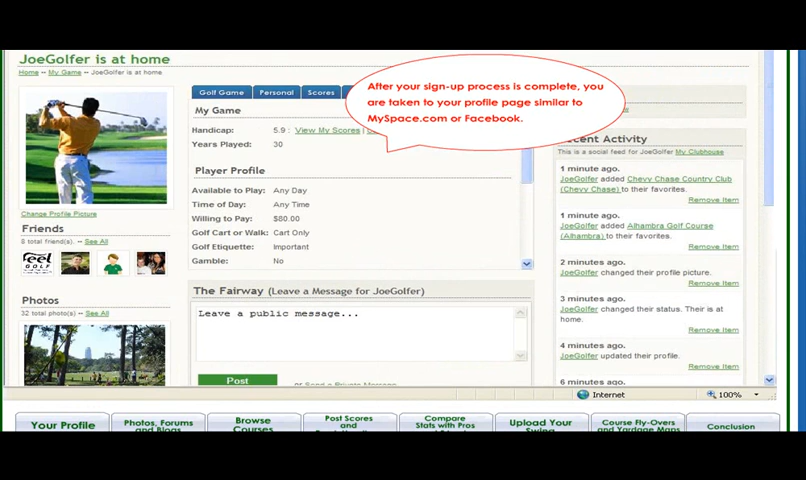 JoeGolfer is at home
Home -- My Game -- JoeGolfer is at home
Golf Game Personal Scores
After your sign-up process is complete, you
are taken to your profile page similar to
MySpace.com or Facebook.
My Game
Handicap: 5.9 : View My Scores |
Years Played: 30
Player Profile
Available to Play: Any Day
Time of Day: Any Time
Willing to Pay: $80.00
Golf Cart or Walk: Cart Only
Golf Etiquette: Important
Gamble: No
Change Profile Picture
Friends
8 total friend(s). -- See All
feel
GOLF
Photos
32 total photo(s) -- See All
The Fairway (Leave a Message for JoeGolfer)
Leave a public message...
Post or Send a Private Message
Recent Activity
This is a social feed for JoeGolfer My Clubhouse
1 minute ago.
JoeGolfer added Chevy Chase Country Club
(Chevy Chase) to their favorites.
Remove Item
1 minute ago.
JoeGolfer added Alhambra Golf Course
(Alhambra) to their favorites.
Remove Item
2 minutes ago.
JoeGolfer changed their profile picture.
Remove Item
3 minutes ago.
JoeGolfer changed their status. Their is at
home.
Remove Item
4 minutes ago.
JoeGolfer updated their profile.
Remove Item
6 minutes ago.
Internet 100%
Your Profile
Photos, Forums
and Blogs
Browse
Courses
Post Scores
and
Compare
Stats with Pros
Upload Your
Swing
Course Fly-Overs
and Yardage Maps
Conclusion